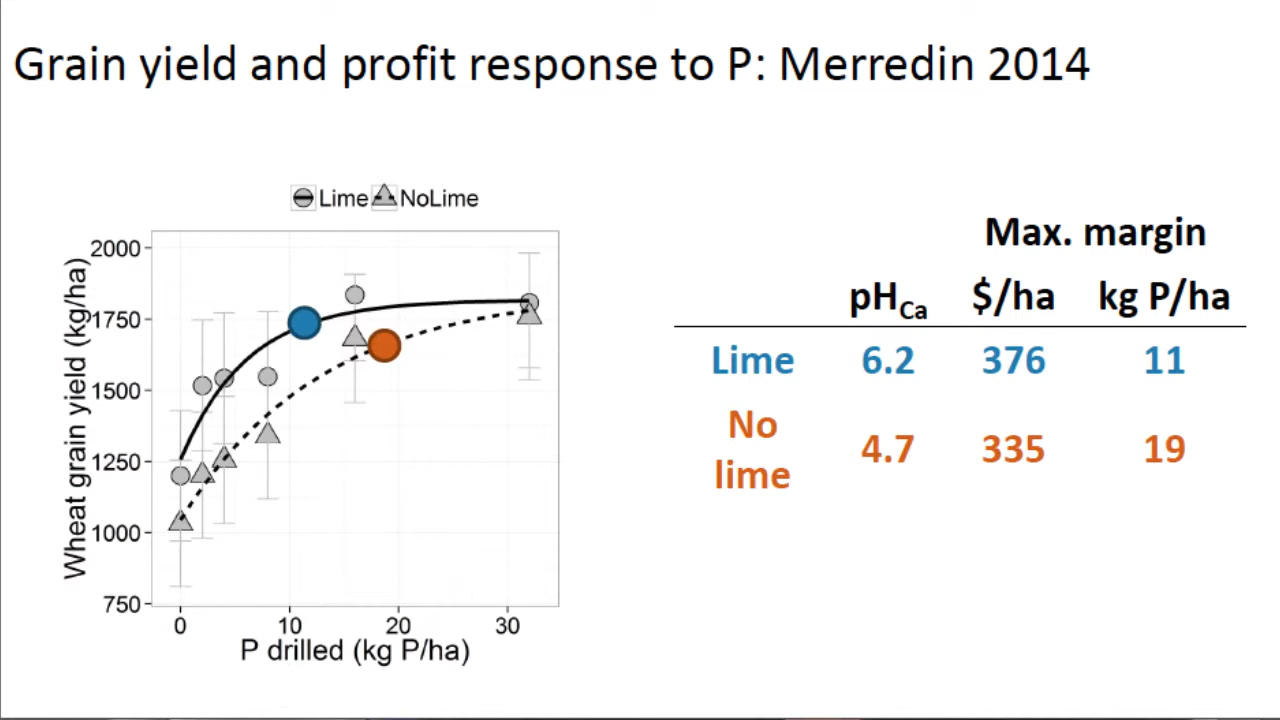 Grain yield and profit response to P: Merredin 2014
Lime NoLime
Wheat grain yield (kg/ha)
2000
1750
1500
1250
1000
750
0 10 20 30
P drilled (kg P/ha)
Max. margin
pHCa $/ha kg P/ha
Lime 6.2 376 11
No
lime 4.7 335 19